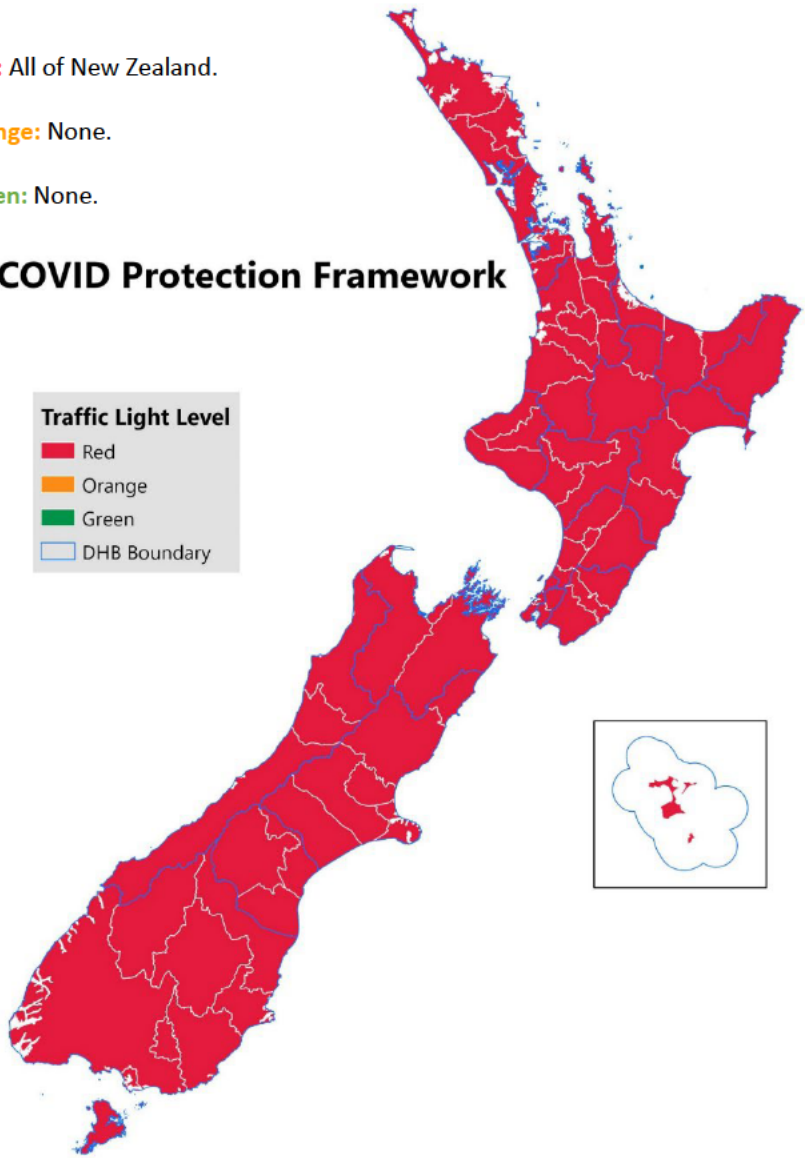 : All of New Zealand.
nge: None.
en: None.
COVID Protection Framework
Traffic Light Level
Red
Orange
Green
DHB Boundary